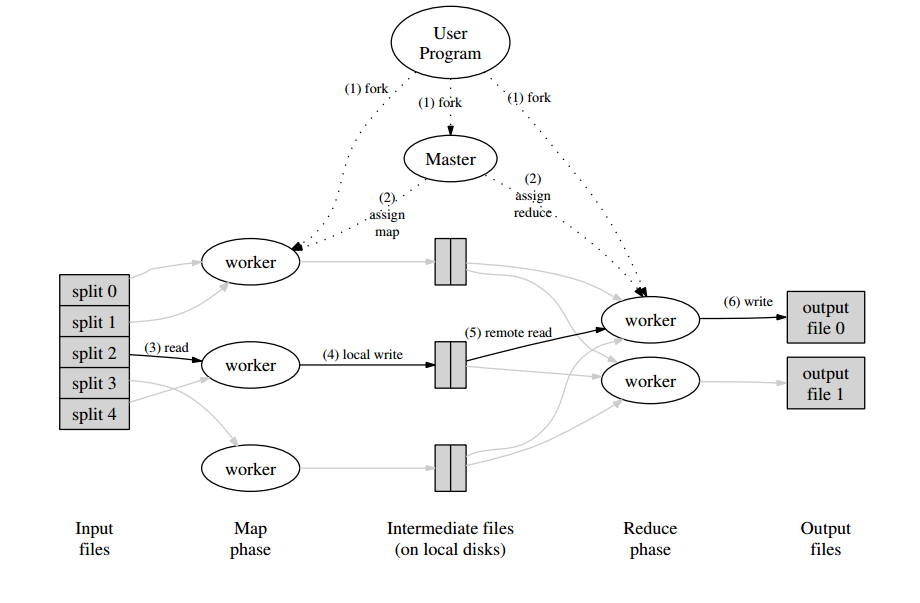 User
Program
(1) fork
(1) fork
(1) fork
Master
(2)
assign
map
(2)
assign
reduce
worker
split 0
split 1
split 2
split 3
split 4
(3) read
worker
(4) local write
worker
(5) remote read
worker
worker
(6) write
output
file 0
output
file 1
Input
files
Map
phase
Intermediate files
(on local disks)
Reduce
phase
Output
files